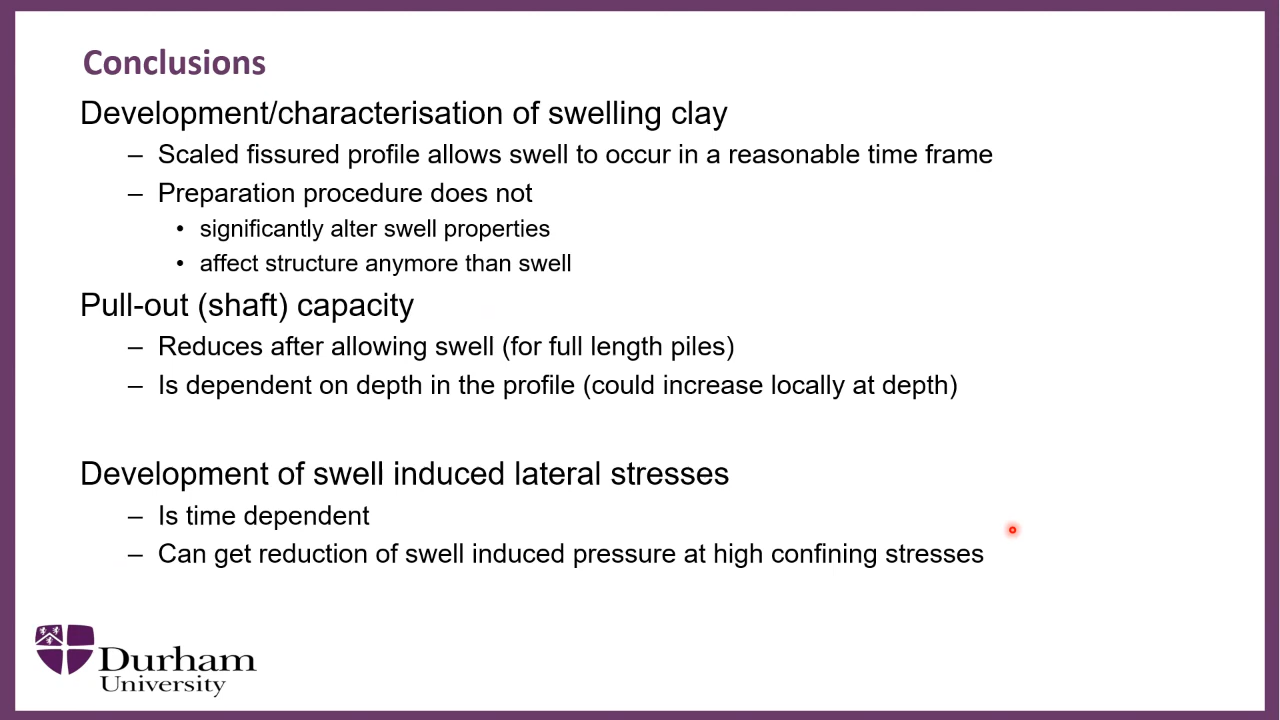 Conclusions
Development/characterisation of swelling clay
– Scaled fissured profile allows swell to occur in a reasonable time frame
– Preparation procedure does not
• significantly alter swell properties
• affect structure anymore than swell
Pull-out (shaft) capacity
– Reduces after allowing swell (for full length piles)
– Is dependent on depth in the profile (could increase locally at depth)
Development of swell induced lateral stresses
– Is time dependent
– Can get reduction of swell induced pressure at high confining stresses
Durham
University